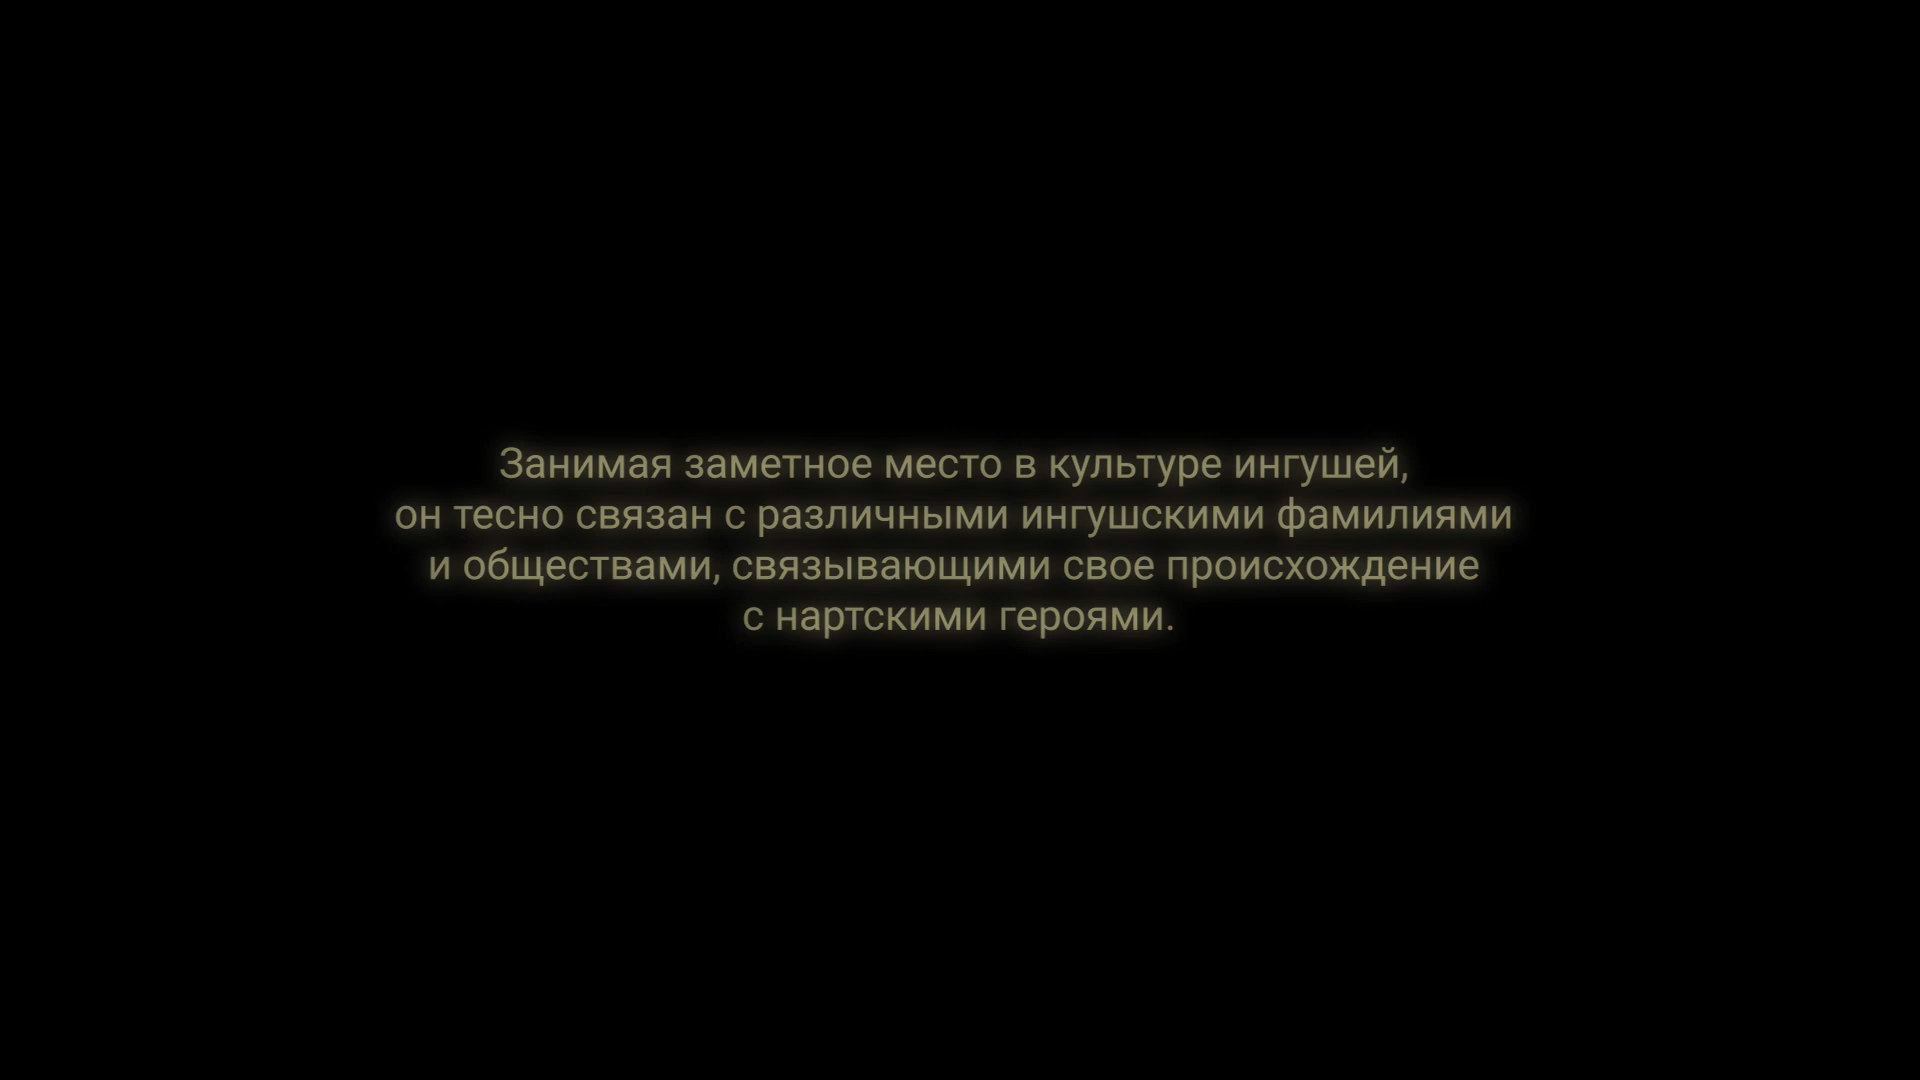 Занимая заметное место в культуре ингушей,
он тесно связан с различными ингушскими фамилиями
и обществами, связывающими свое происхождение
с нартскими героями.